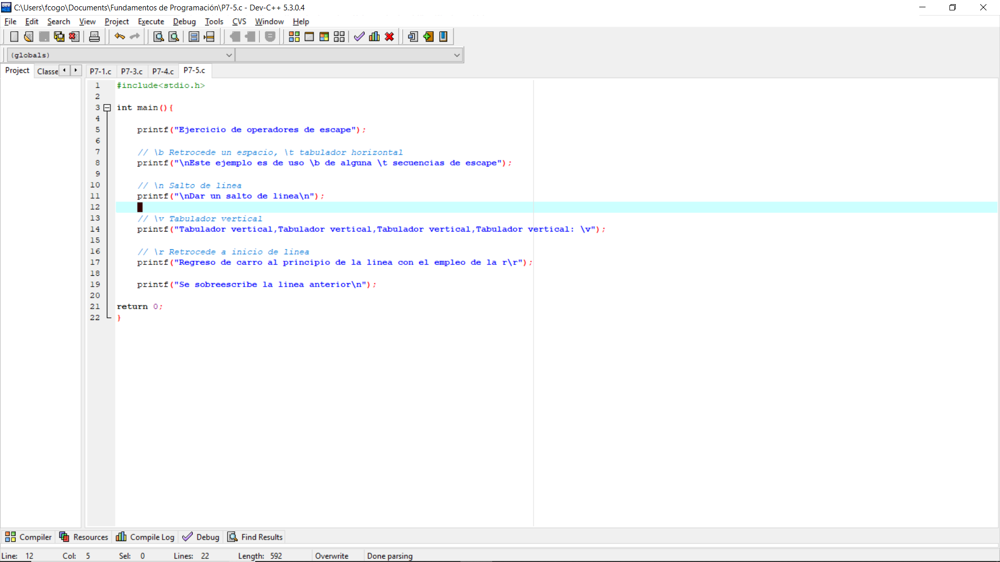 C:\Users\fcogo\Documents\Fundamentos de Programación\P7-5.c - Dev-C++ 5.3.0.4
File Edit Search View Project Execute Debug Tools CVS Window Help
(globals)
Project Classe P7-1.c P7-3.c P7-4.c P7-5.c
1 #include<stdio.h>
2
3 int main(){
4
5 printf("Ejercicio de operadores de escape");
6
7 // \b Retrocede un espacio, \t tabulador horizontal
8 printf("\nEste ejemplo es de uso \b de alguna \t secuencias de escape");
9
10 // \n Salto de linea
11 printf("\nDar un salto de linea\n");
12
13 // \v Tabulador vertical
14 printf("Tabulador vertical,Tabulador vertical,Tabulador vertical,Tabulador vertical: \v");
15
16 // \r Retrocede a inicio de linea
17 printf("Regreso de carro al principio de la linea con el empleo de la r\r");
18
19 printf("Se sobreescribe la linea anterior\n");
20
21 return 0;
22 }
Compiler Resources Compile Log Debug Find Results
Line: 12 Col: 5 Sel: 0 Lines: 22 Length: 592 Overwrite Done parsing